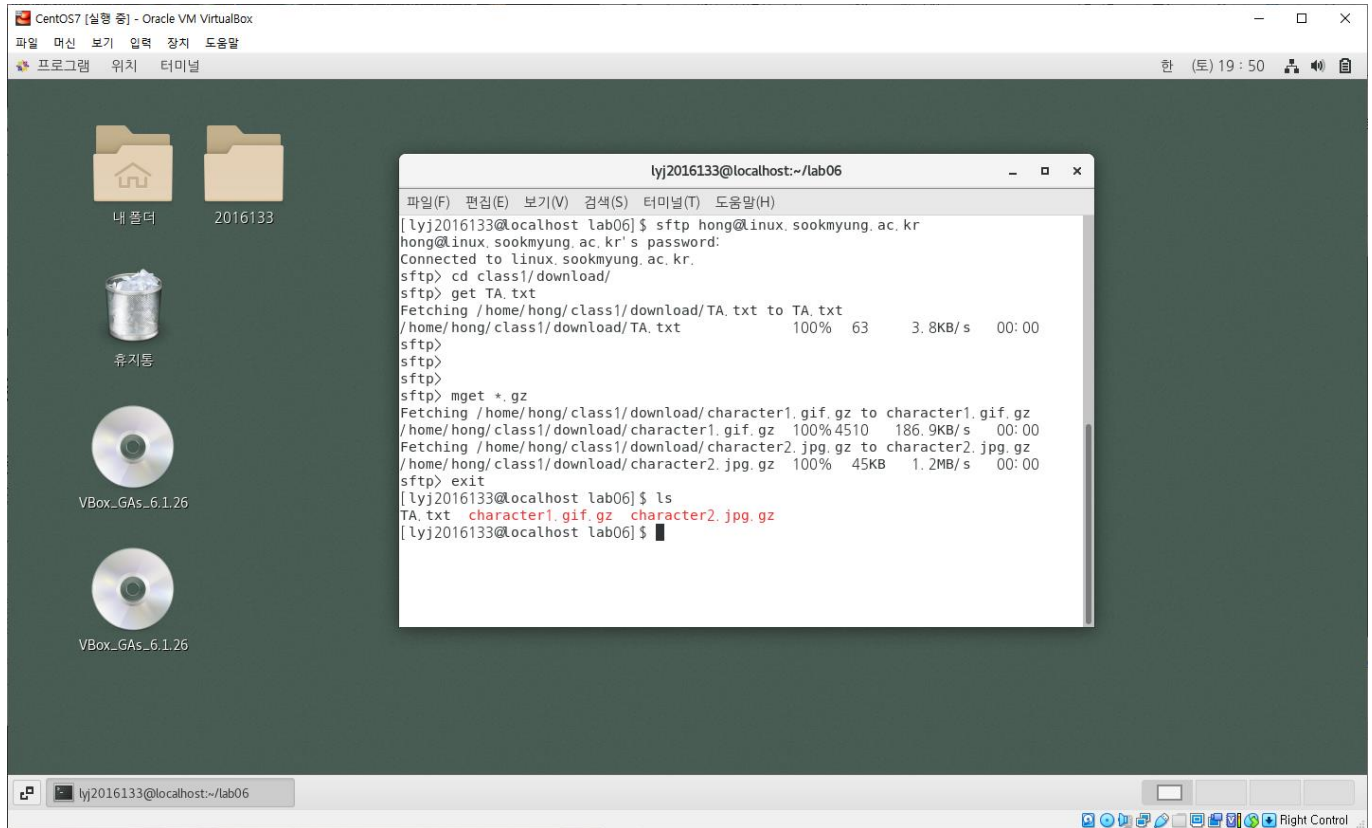 CentOS7 [실행 중] - Oracle VM VirtualBox
파일 머신 보기 입력 장치 도움말
프로그램 위치 터미널 한 (토) 19 : 50
내 폴더 2016133
휴지통
VBox_GAs_6.1.26
VBox_GAs_6.1.26
lyj2016133@localhost:~/lab06
파일(F) 편집(E) 보기(V) 검색(S) 터미널(T) 도움말(H)
[lyj2016133@localhost lab06]$ sftp hong@linux.sookmyung.ac.kr
hong@linux.sookmyung.ac.kr's password:
Connected to linux.sookmyung.ac.kr.
sftp> cd class1/download/
sftp> get TA.txt
Fetching /home/hong/class1/download/TA.txt to TA.txt
/home/hong/class1/download/TA.txt 100% 63 3.8KB/s 00:00
sftp>
sftp>
sftp>
sftp> mget *.gz
Fetching /home/hong/class1/download/character1.gif.gz to character1.gif.gz
/home/hong/class1/download/character1.gif.gz 100% 4510 186.9KB/s 00:00
Fetching /home/hong/class1/download/character2.jpg.gz to character2.jpg.gz
/home/hong/class1/download/character2.jpg.gz 100% 45KB 1.2MB/s 00:00
sftp> exit
[lyj2016133@localhost lab06]$ ls
TA.txt character1.gif.gz character2.jpg.gz
[lyj2016133@localhost lab06]$
lyj2016133@localhost:~/lab06
Right Control